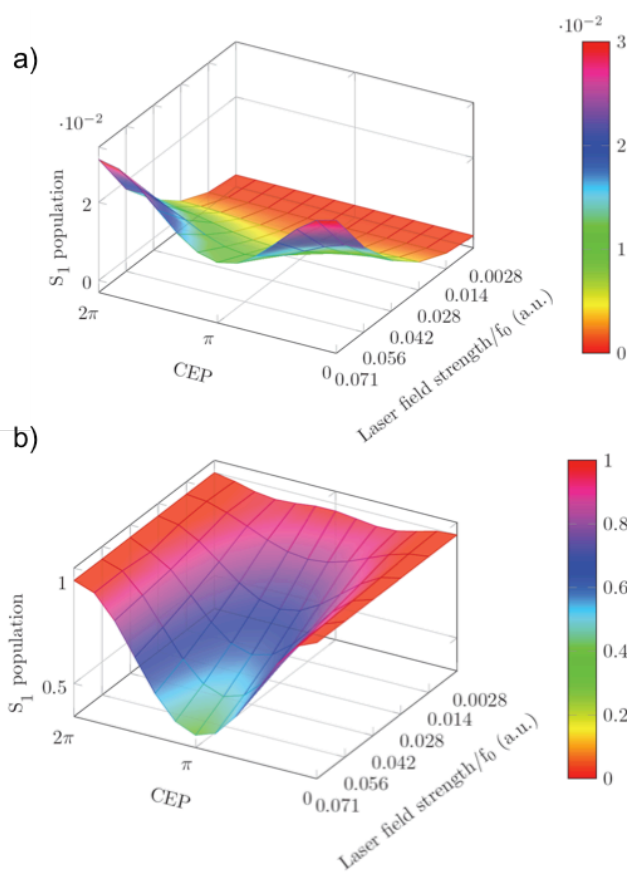 a)
·10⁻²
2
0
S₁ population
2π
π
0
CEP
0.071
0.056
0.042
0.028
0.014
0.0028
Laser field strength/f₀ (a.u.)
·10⁻²
3
2
1
0
b)
1
0.5
S₁ population
2π
π
0
CEP
0.071
0.056
0.042
0.028
0.014
0.0028
Laser field strength/f₀ (a.u.)
1
0.8
0.6
0.4
0.2
0